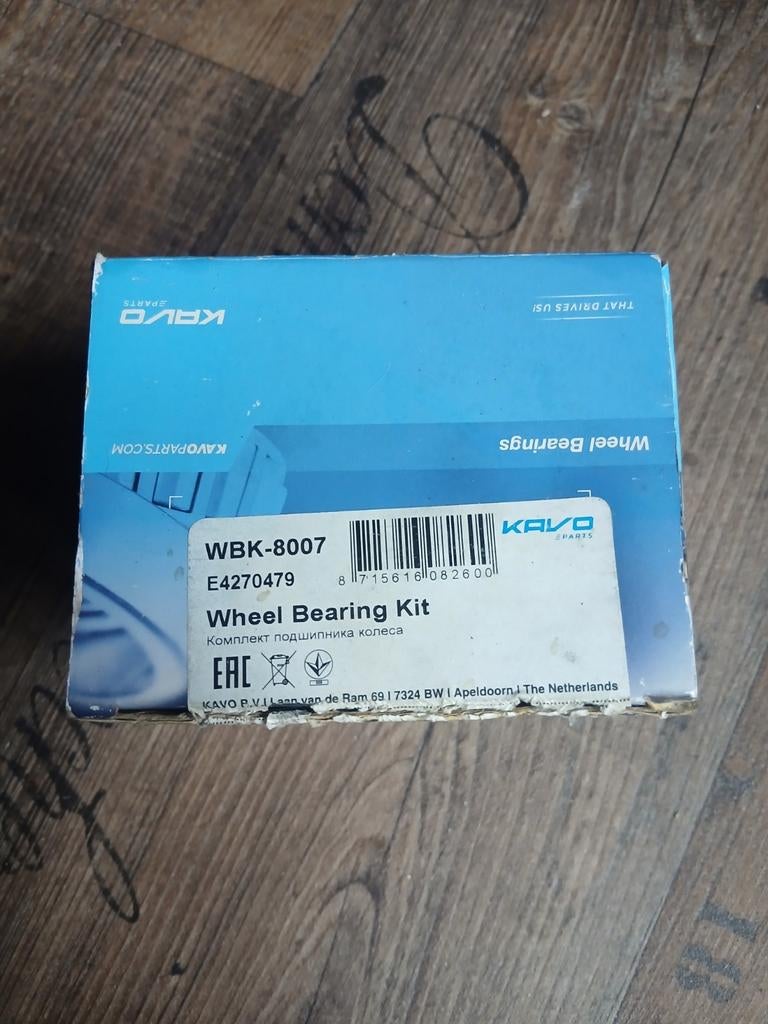 KAVO
PARTS
THAT DRIVES US!
KAVOPARTS.COM
Wheel Bearings
WBK-8007
E4270479
8 715616 082600
KAVO
PARTS
Wheel Bearing Kit
Комплект подшипника колеса
EAC
KAVO B.V. | Laan van de Ram 69 | 7324 BW | Apeldoorn | The Netherlands
18